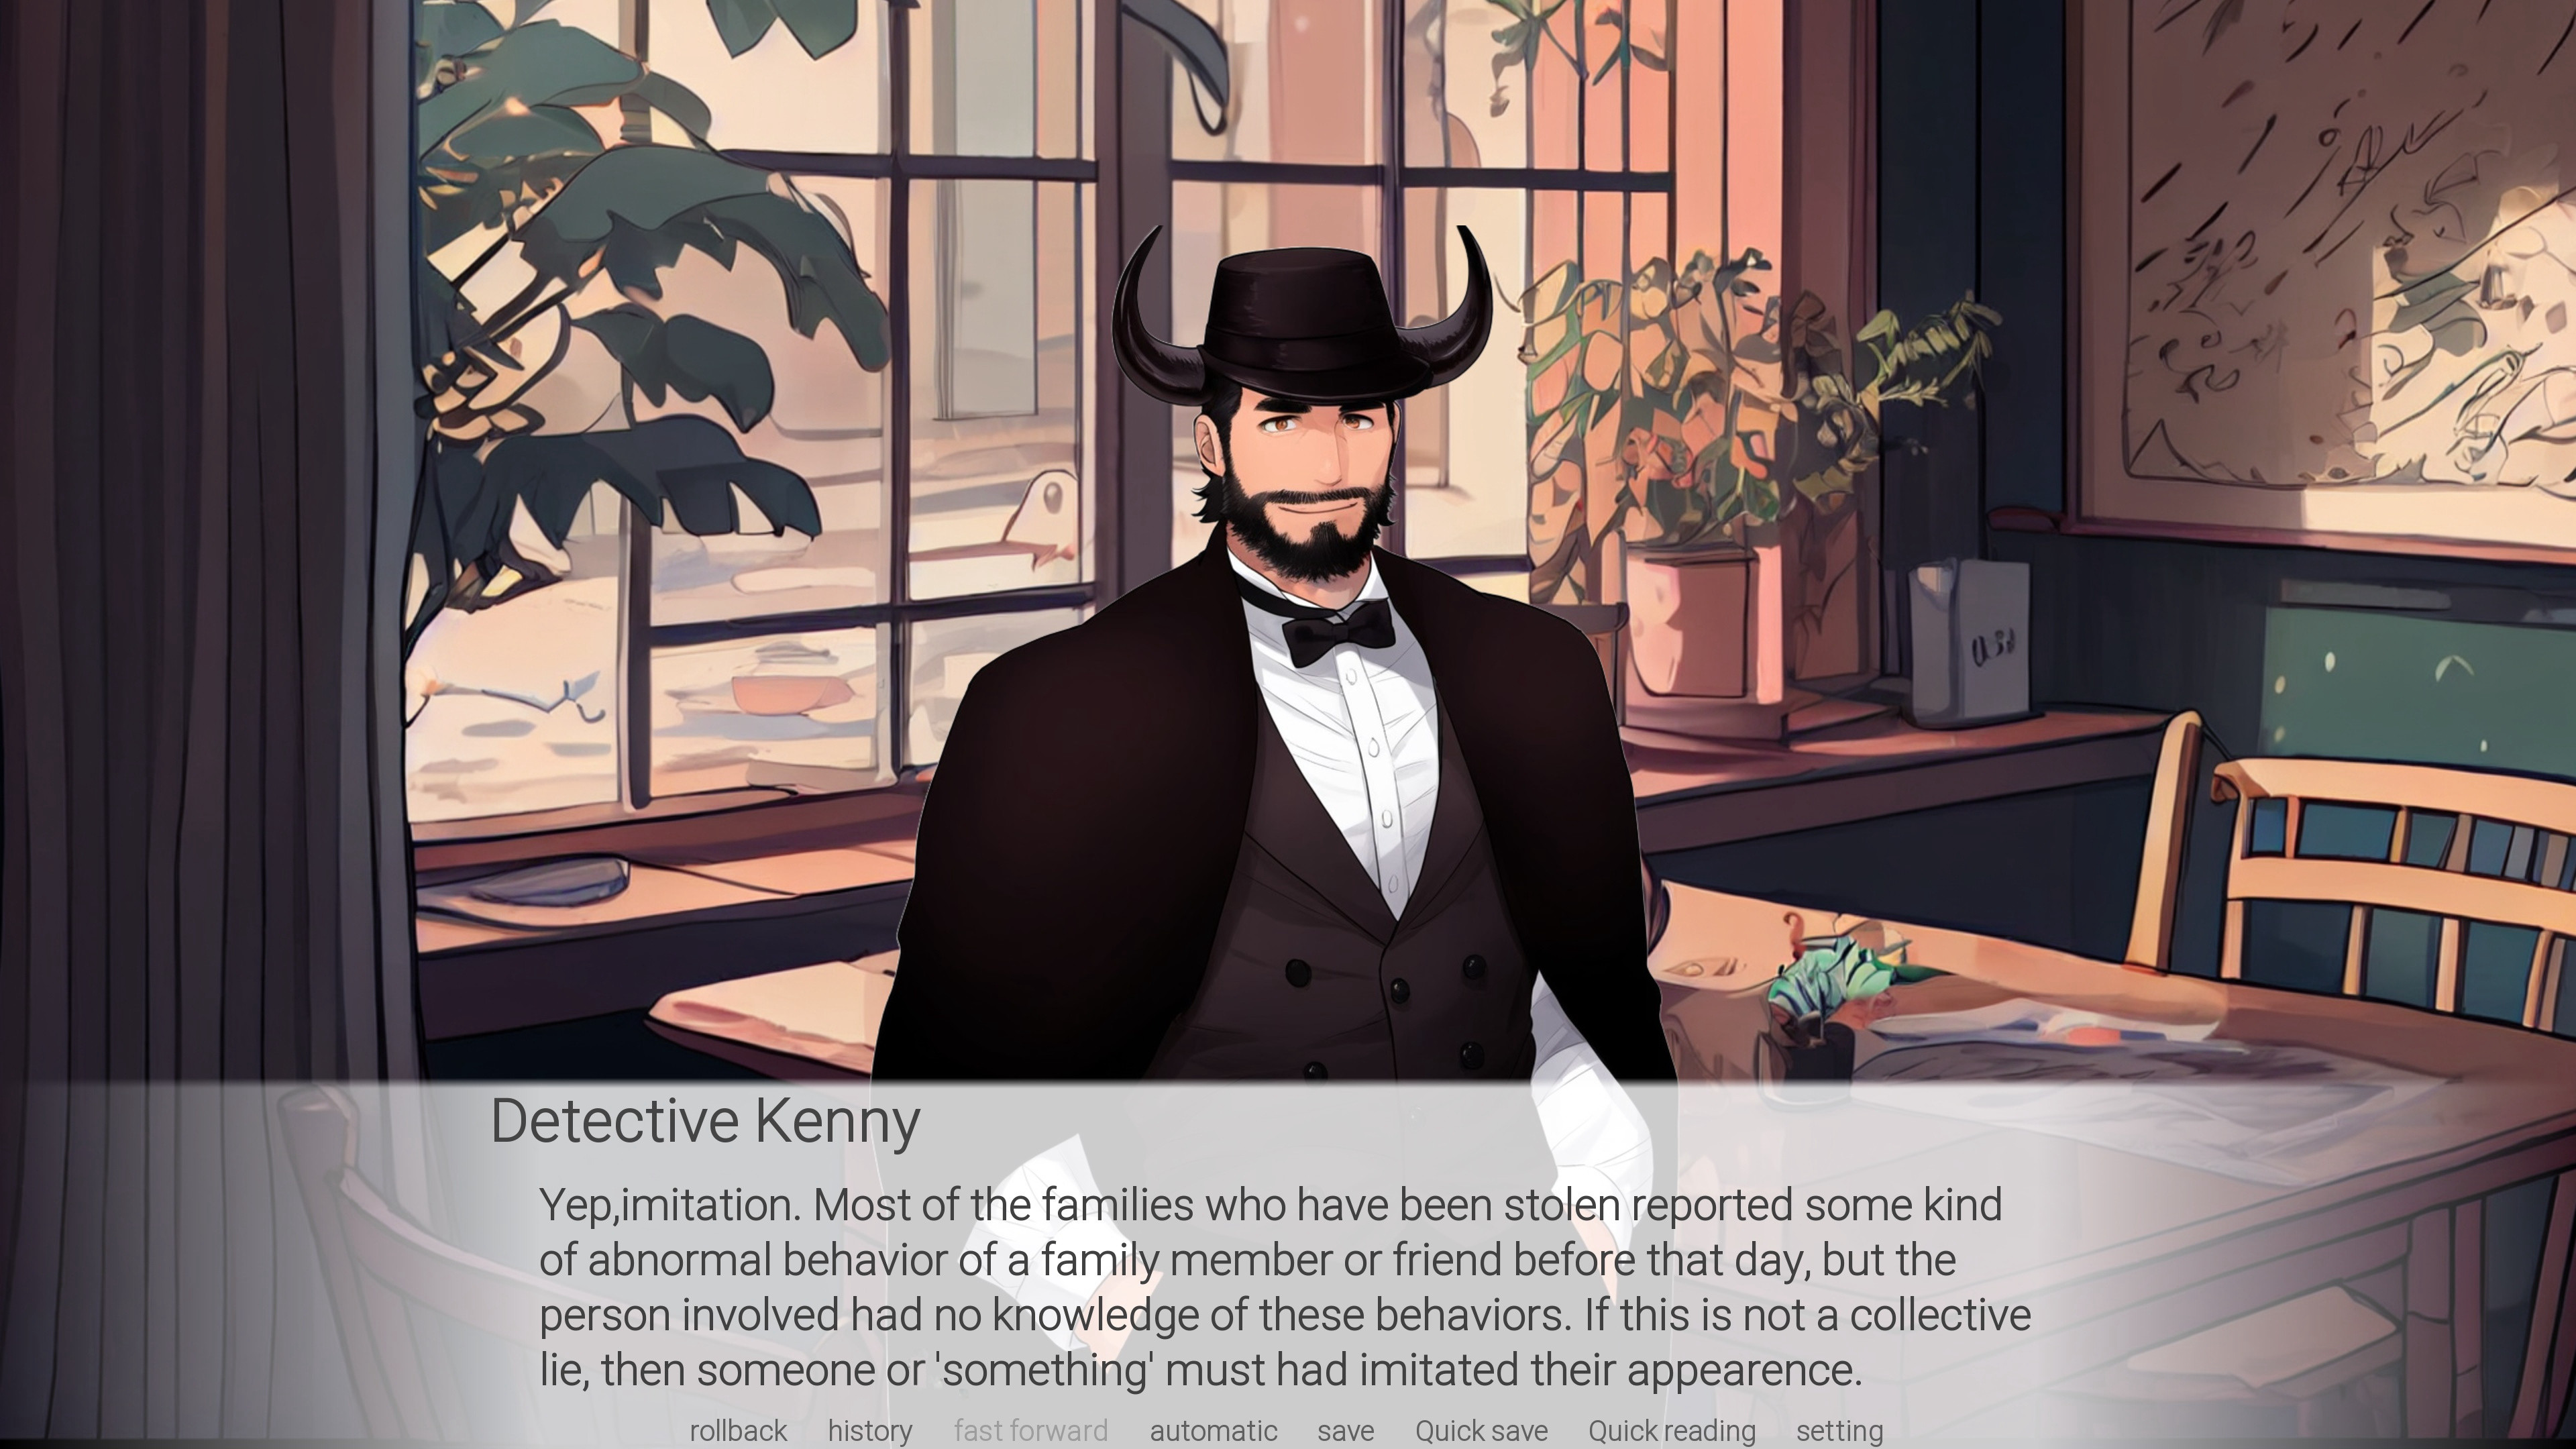 Detective Kenny
Yep,imitation. Most of the families who have been stolen reported some kind
of abnormal behavior of a family member or friend before that day, but the
person involved had no knowledge of these behaviors. If this is not a collective
lie, then someone or 'something' must had imitated their appearence.
rollback history fast forward automatic save Quick save Quick reading setting